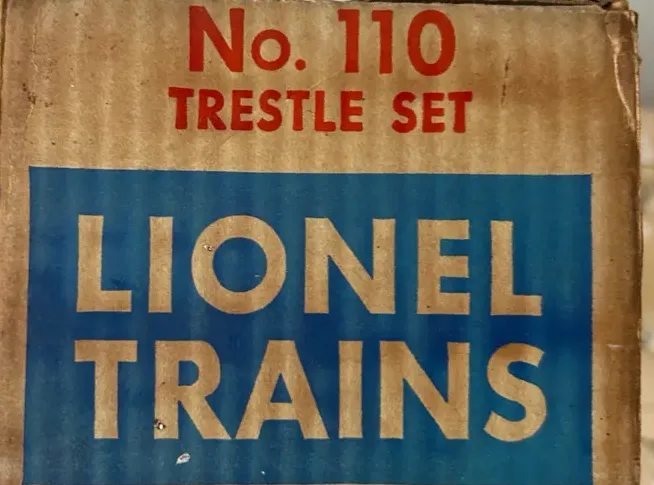 No. 110
TRESTLE SET
LIONEL
TRAINS